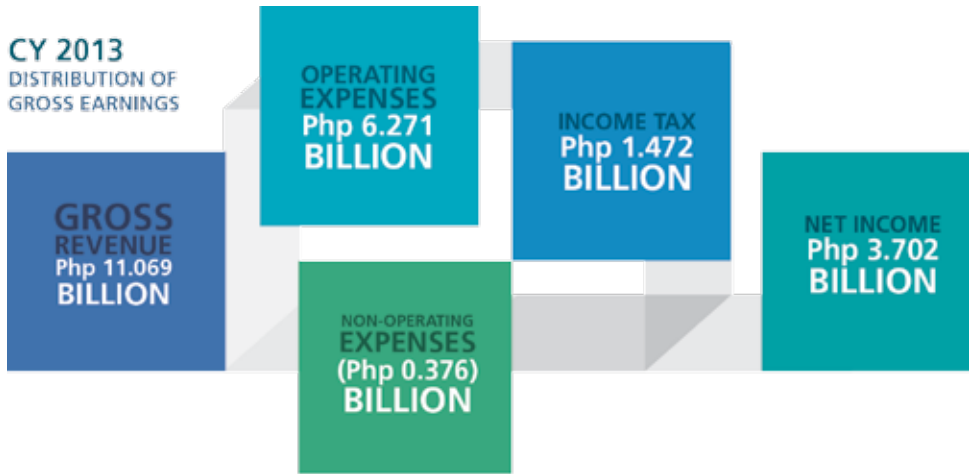 CY 2013
DISTRIBUTION OF
GROSS EARNINGS
GROSS
REVENUE
Php 11.069
BILLION
OPERATING
EXPENSES
Php 6.271
BILLION
NON-OPERATING
EXPENSES
(Php 0.376)
BILLION
INCOME TAX
Php 1.472
BILLION
NET INCOME
Php 3.702
BILLION